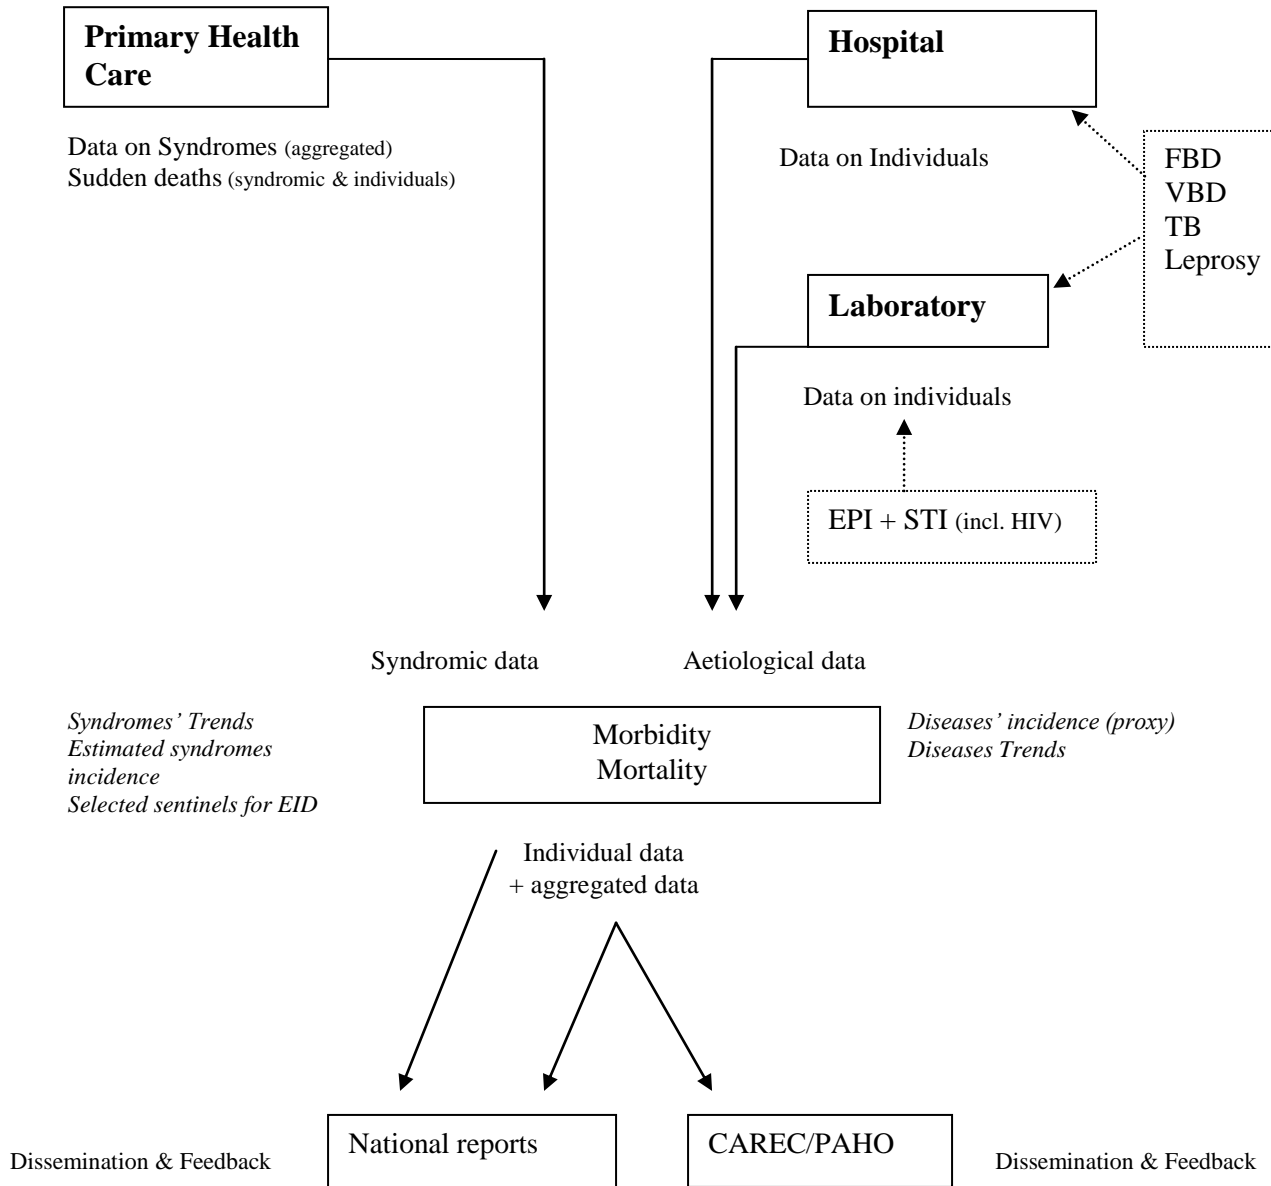 Primary Health
Care
Hospital
Data on Syndromes (aggregated)
Sudden deaths (syndromic & individuals)
Data on Individuals
FBD
VBD
TB
Leprosy
Laboratory
Data on individuals
EPI + STI (incl. HIV)
Syndromic data
Aetiological data
Syndromes’ Trends
Estimated syndromes
incidence
Selected sentinels for EID
Morbidity
Mortality
Diseases’ incidence (proxy)
Diseases Trends
Individual data
+ aggregated data
Dissemination & Feedback
National reports
CAREC/PAHO
Dissemination & Feedback